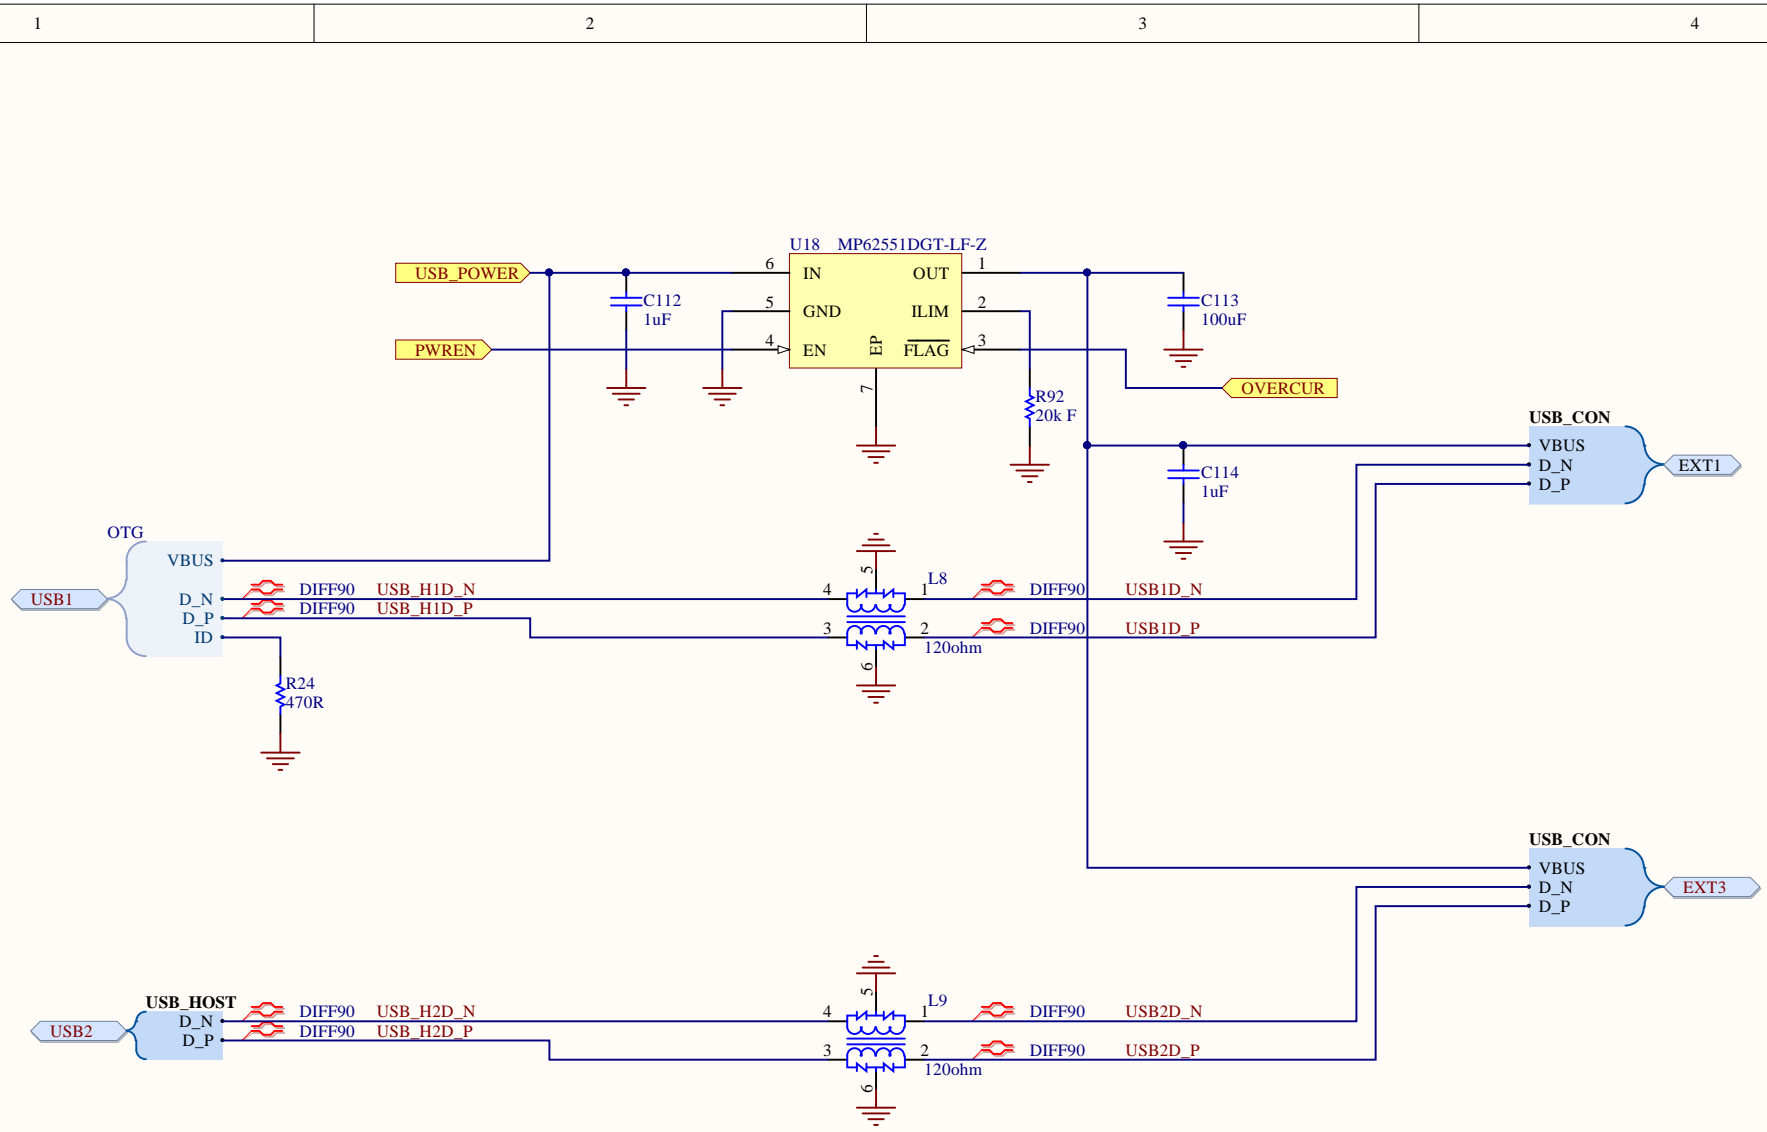 1 2 3 4
U18 MP62551DGT-LF-Z
USB_POWER 6 IN OUT 1
C112
1uF
5 GND ILIM 2
C113
100uF
PWREN 4 EN EP FLAG 3
7
OVERCUR
R92
20k F
USB_CON
VBUS
D_N
D_P
EXT1
C114
1uF
OTG
VBUS
USB1
D_N DIFF90 USB_H1D_N
D_P DIFF90 USB_H1D_P
ID
5
L8
4 1 DIFF90 USB1D_N
3 2 DIFF90 USB1D_P
120ohm
6
R24
470R
USB_CON
VBUS
D_N
D_P
EXT3
USB_HOST
USB2
D_N DIFF90 USB_H2D_N
D_P DIFF90 USB_H2D_P
5
L9
4 1 DIFF90 USB2D_N
3 2 DIFF90 USB2D_P
120ohm
6